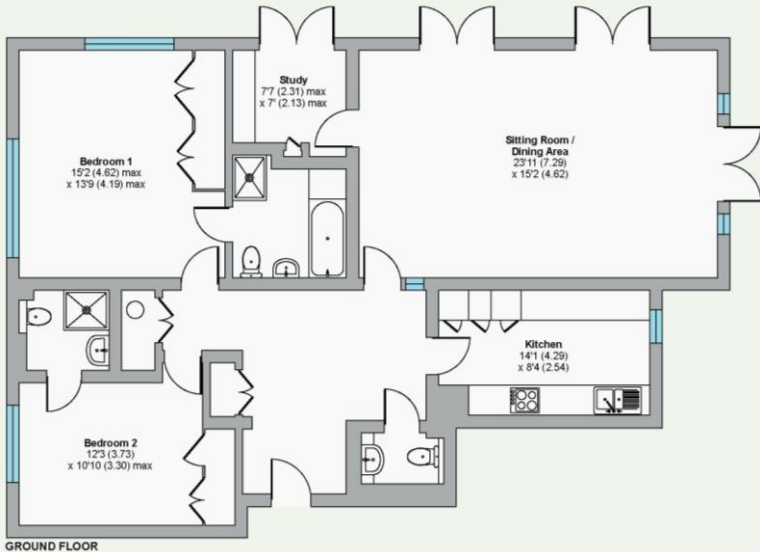 Study
7'7 (2.31) max
x 7' (2.13) max
Bedroom 1
15'2 (4.62) max
x 13'9 (4.19) max
Sitting Room /
Dining Area
23'11 (7.29)
x 15'2 (4.62)
Kitchen
14'1 (4.29)
x 8'4 (2.54)
Bedroom 2
12'3 (3.73)
x 10'10 (3.30) max
GROUND FLOOR